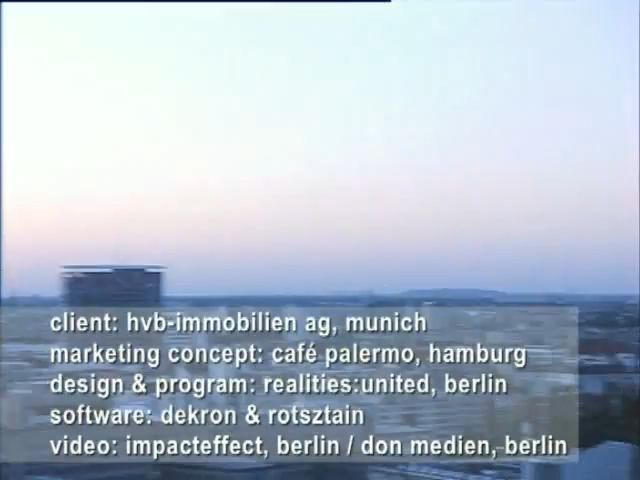 client: hvb-immobilien ag, munich
marketing concept: café palermo, hamburg
design & program: realities:united, berlin
software: dekron & rotsztain
video: impacteffect, berlin / don medien, berlin